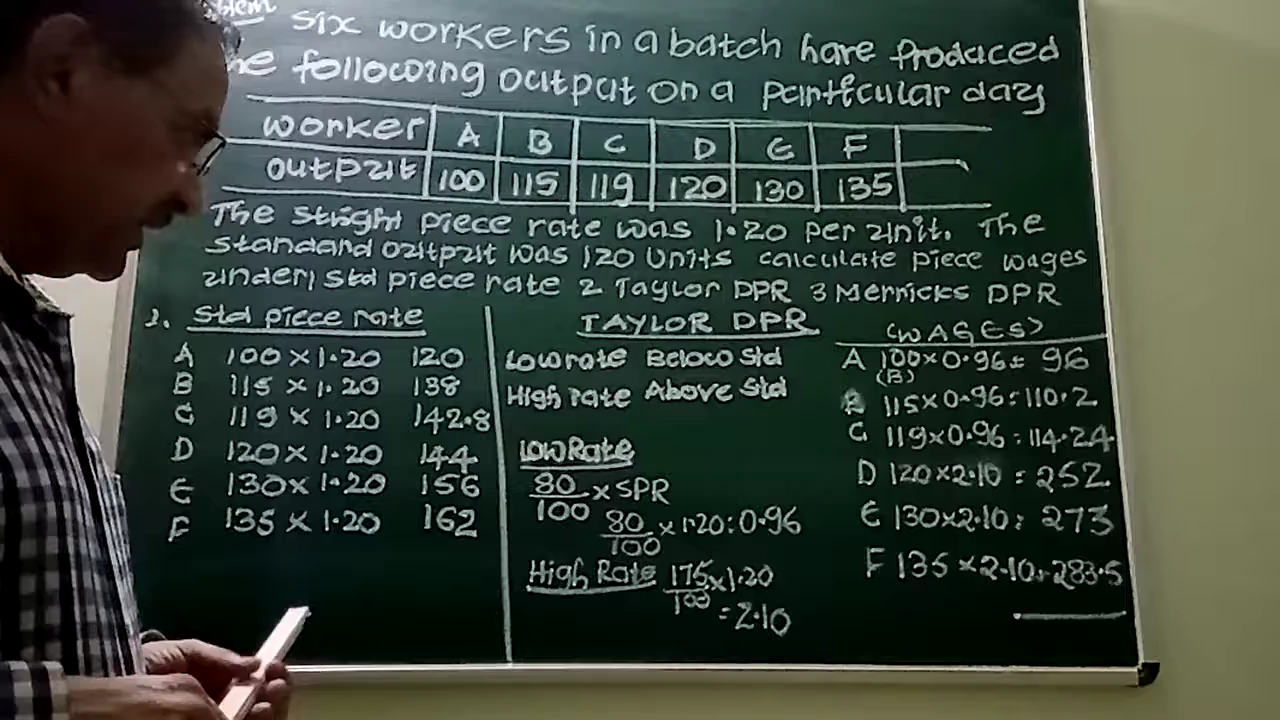 blem
six workers in a batch have produced
he following output on a particular day
worker A B C D E F
output 100 115 119 120 130 135
The stright piece rate was 1.20 per unit. The
standard output was 120 Units calculate piece wages
under 1 std piece rate 2 Taylor DPR 3 Merricks DPR
1. Std piece rate
A 100 × 1.20 120
B 115 × 1.20 138
C 119 × 1.20 142.8
D 120 × 1.20 144
E 130 × 1.20 156
F 135 × 1.20 162
TAYLOR DPR
Low rate Below Std
High rate Above Std
Low Rate
80/100 × SPR
80/100 × 1.20 : 0.96
High Rate 175/100 × 1.20
= 2.10
(WAGES)
A 100 × 0.96 = 96
(B)
B 115 × 0.96 : 110.2
C 119 × 0.96 : 114.24
D 120 × 2.10 = 252
E 130 × 2.10 : 273
F 135 × 2.10 = 283.5